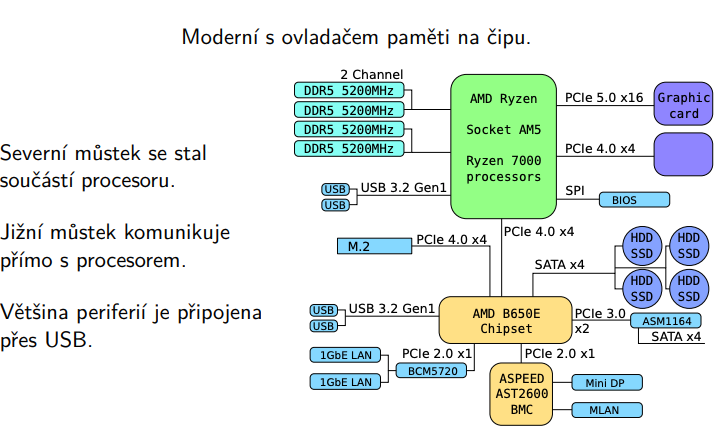 Moderní s ovladačem paměti na čipu.
Severní můstek se stal
součástí procesoru.
Jižní můstek komunikuje
přímo s procesorem.
Většina periferií je připojena
přes USB.
2 Channel
DDR5 5200MHz
DDR5 5200MHz
DDR5 5200MHz
DDR5 5200MHz
AMD Ryzen
Socket AM5
Ryzen 7000
processors
PCIe 5.0 x16
Graphic
card
PCIe 4.0 x4
USB
USB
USB 3.2 Gen1
SPI
BIOS
M.2
PCIe 4.0 x4
PCIe 4.0 x4
SATA x4
HDD
SSD
HDD
SSD
HDD
SSD
HDD
SSD
USB
USB
USB 3.2 Gen1
AMD B650E
Chipset
PCIe 3.0
x2
ASM1164
SATA x4
1GbE LAN
1GbE LAN
PCIe 2.0 x1
BCM5720
PCIe 2.0 x1
ASPEED
AST2600
BMC
Mini DP
MLAN